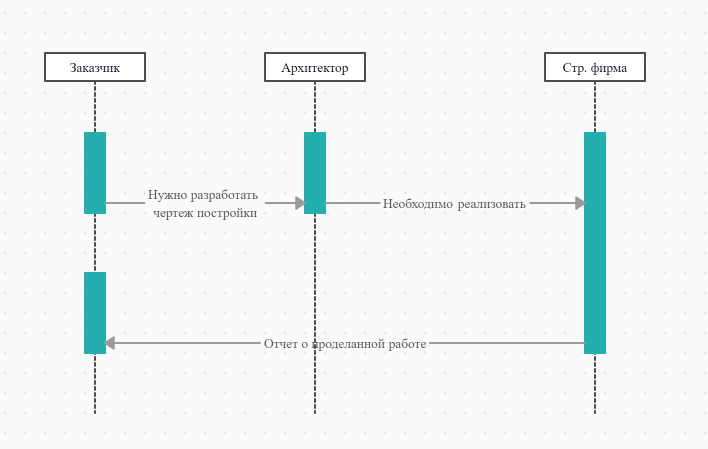 Заказчик
Архитектор
Стр. фирма
Нужно разработать
чертеж постройки
Необходимо реализовать
Отчет о проделанной работе